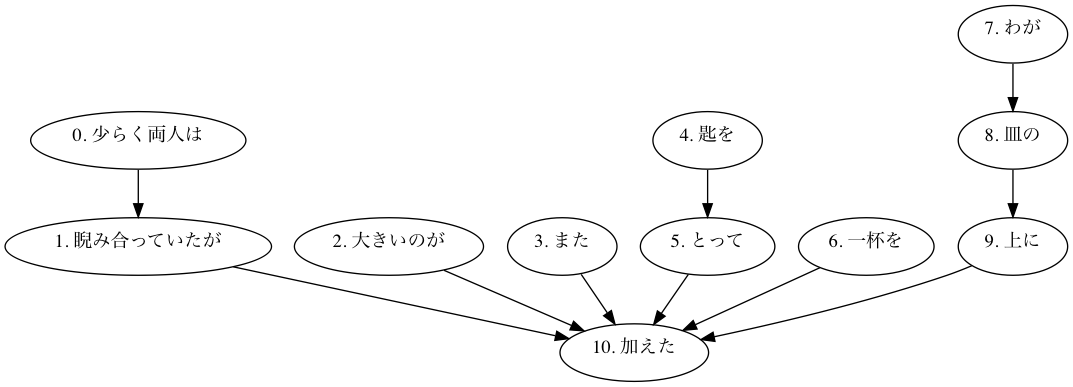 7. わが
0. 少らく両人は
4. 匙を
8. 皿の
1. 睨み合っていたが
2. 大きいのが
3. また
5. とって
6. 一杯を
9. 上に
10. 加えた